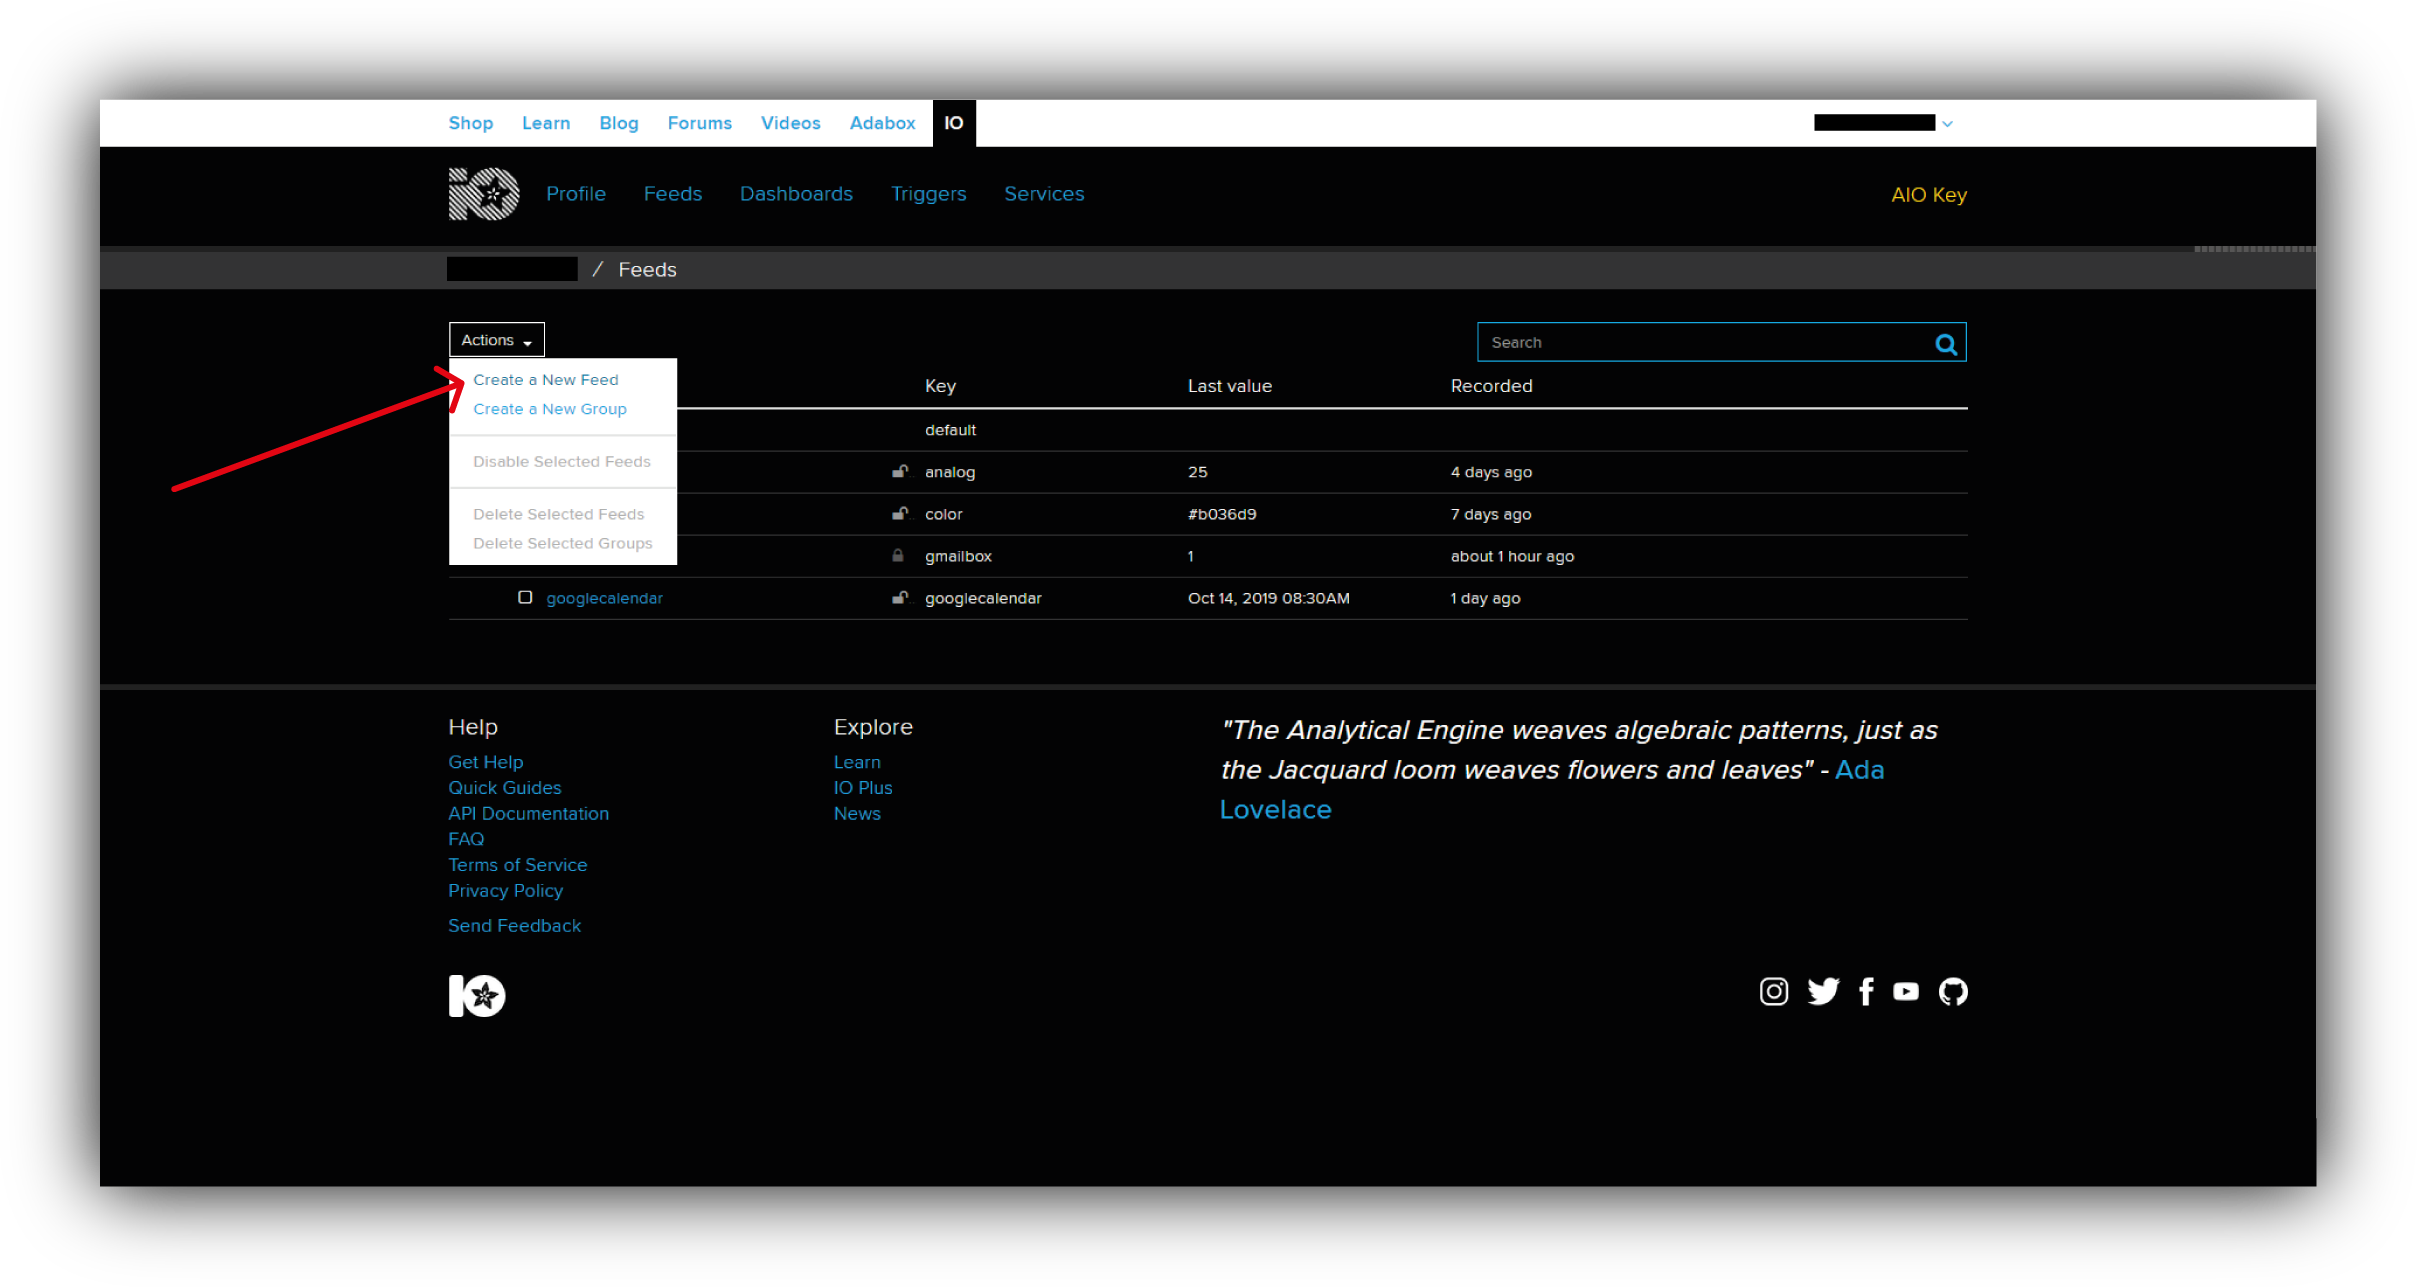 Shop Learn Blog Forums Videos Adabox IO
iO Profile Feeds Dashboards Triggers Services AIO Key
/ Feeds
Actions
Search
Create a New Feed
Create a New Group
Disable Selected Feeds
Delete Selected Feeds
Delete Selected Groups
Key Last value Recorded
default
analog 25 4 days ago
color #b036d9 7 days ago
gmailbox 1 about 1 hour ago
googlecalendar googlecalendar Oct 14, 2019 08:30AM 1 day ago
Help
Get Help
Quick Guides
API Documentation
FAQ
Terms of Service
Privacy Policy
Send Feedback
Explore
Learn
IO Plus
News
"The Analytical Engine weaves algebraic patterns, just as
the Jacquard loom weaves flowers and leaves" - Ada
Lovelace
IO